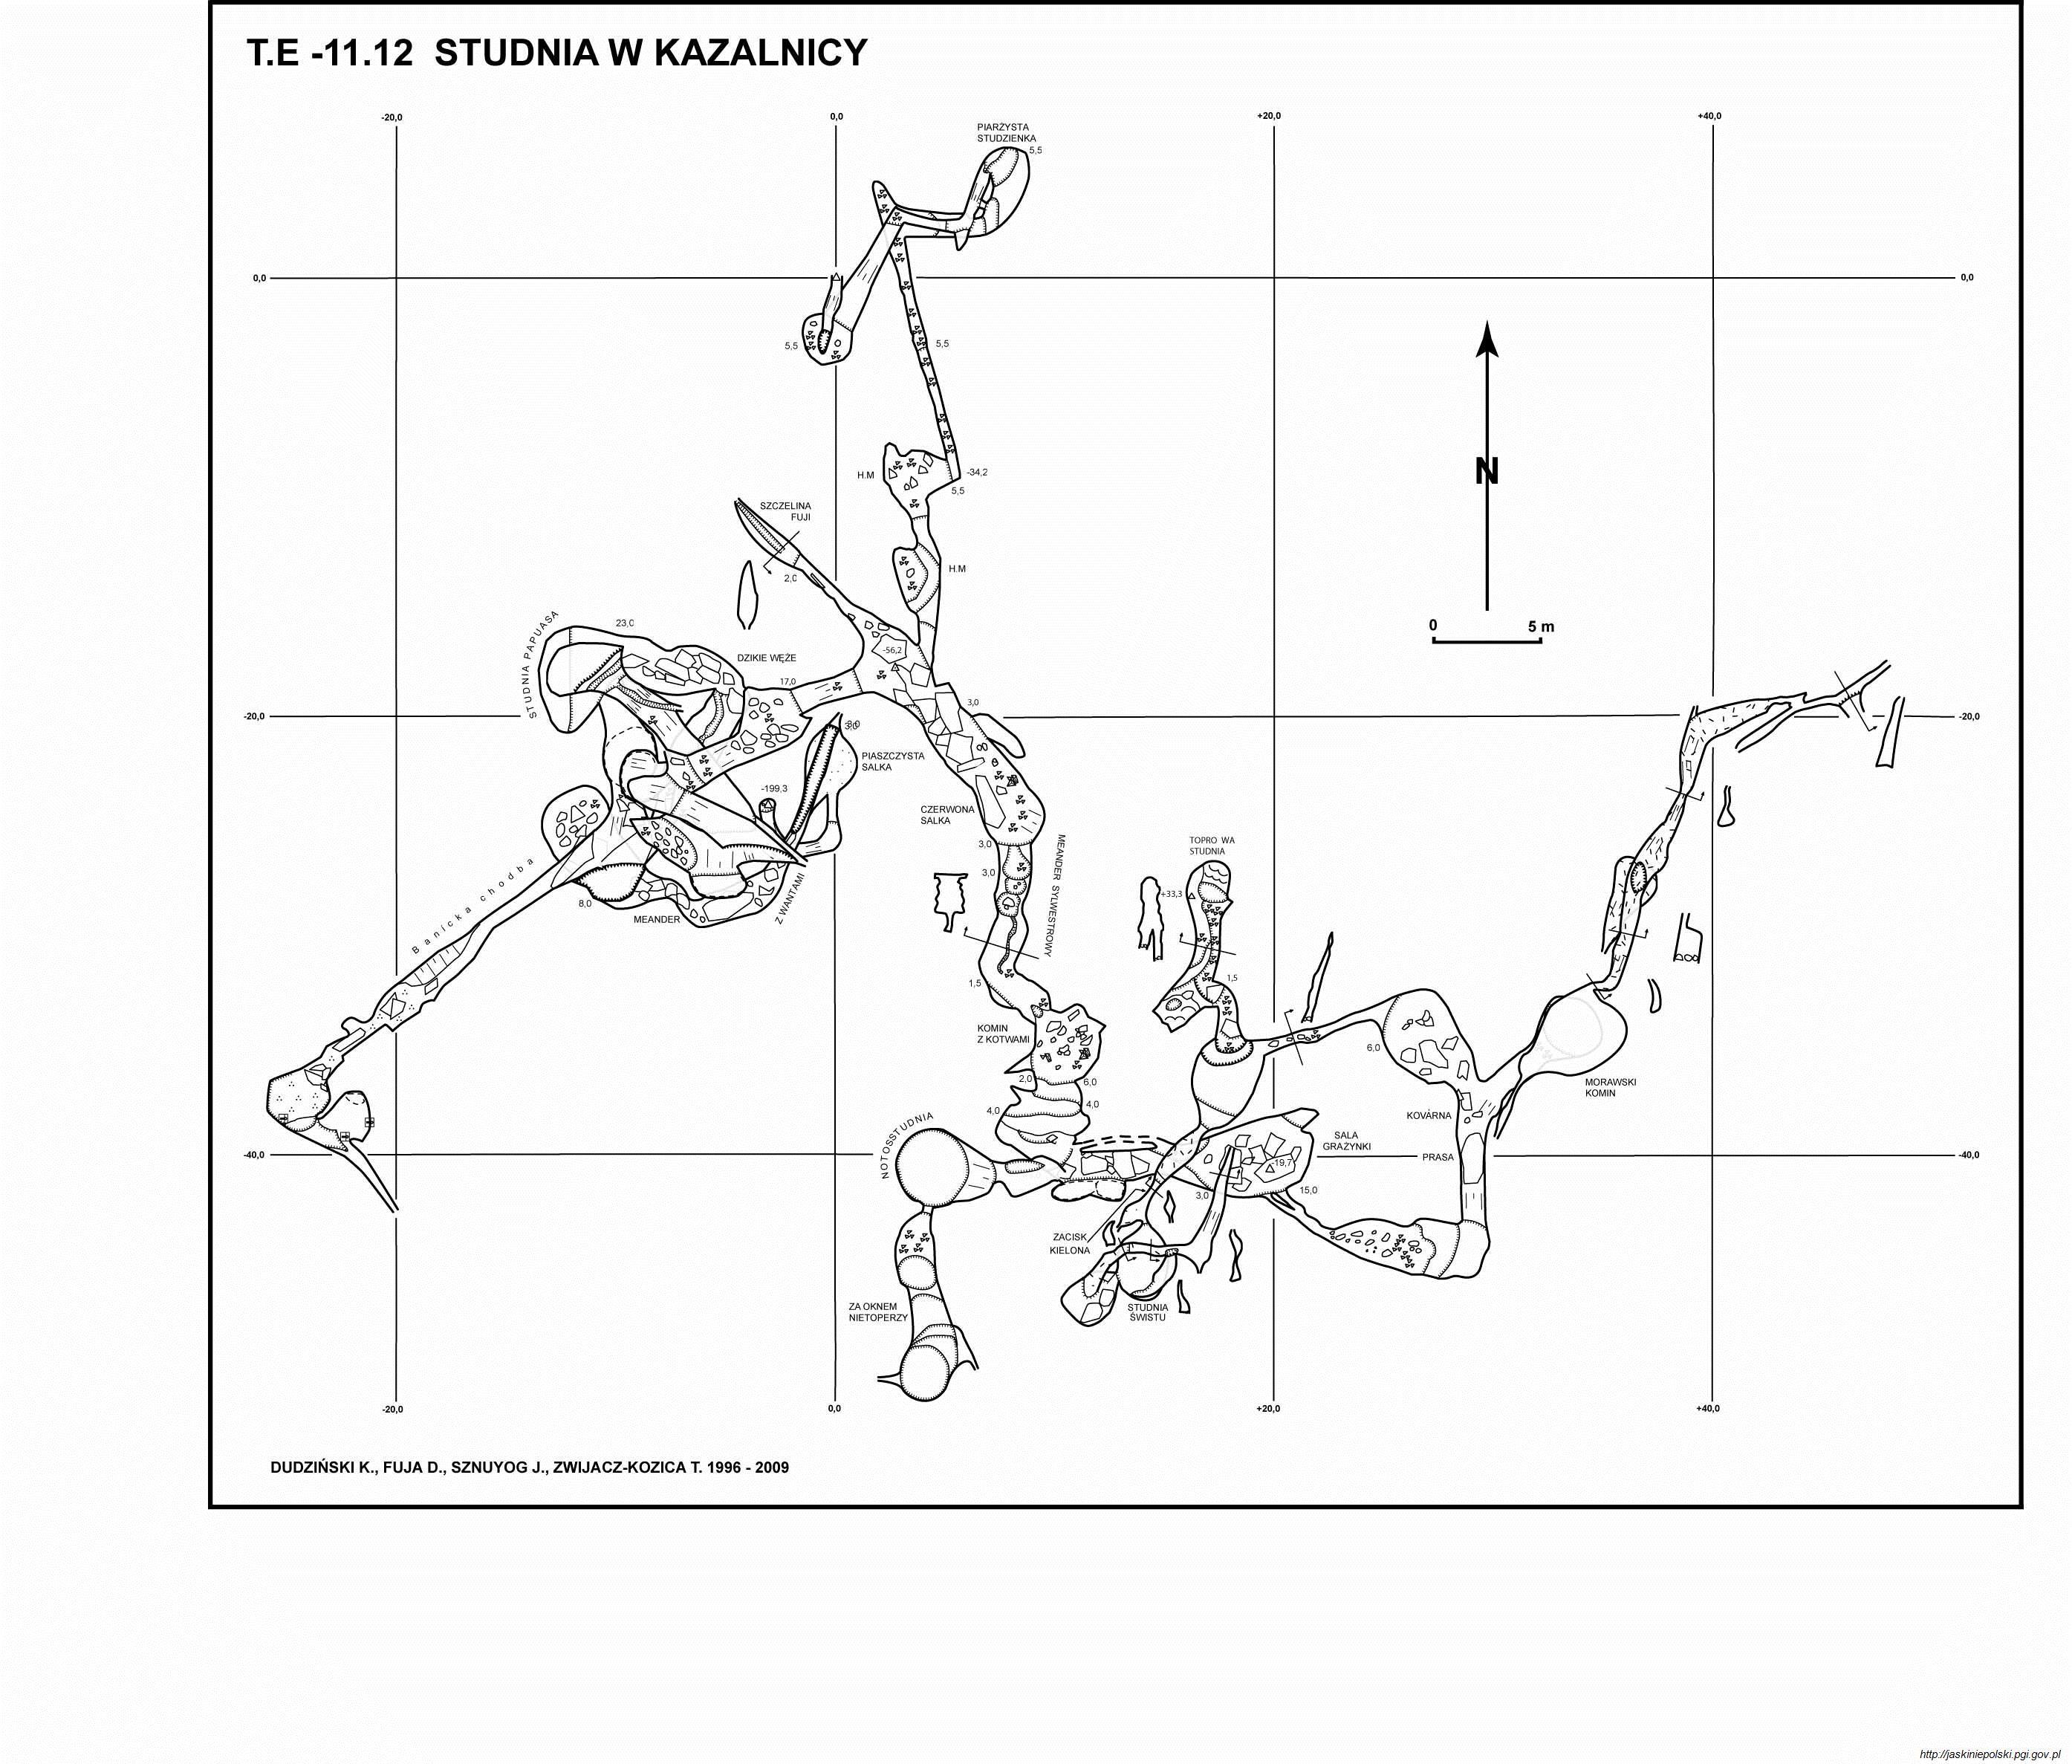 T.E -11.12 STUDNIA W KAZALNICY
-20,0
0,0
+20,0
+40,0
PIARŻYSTA
STUDZIENKA
5,5
0,0
0,0
5,5
5,5
N
H.M
-34,2
5,5
SZCZELINA
FUJI
2,0
H.M
0
5 m
STUDNIA PAPUASA
23,0
-56,2
DZIKIE WĘŻE
17,0
3,0
-20,0
-20,0
3,0
PIASZCZYSTA
SALKA
-199,3
CZERWONA
SALKA
3,0
3,0
MEANDER SYLWESTROWY
TOPRO WA
STUDNIA
Banícka chodba
8,0
MEANDER
Z WANTAMI
+33,3
1,5
1,5
KOMIN
Z KOTWAMI
2,0
6,0
4,0
4,0
6,0
MORAWSKI
KOMIN
KOVÁRNA
NOTOSSTUDNIA
SALA
GRAŻYNKI
-40,0
PRASA
-40,0
-19,7
3,0
15,0
ZACISK
KIELONA
ZA OKNEM
NIETOPERZY
STUDNIA
ŚWISTU
-20,0
0,0
+20,0
+40,0
DUDZIŃSKI K., FUJA D., SZNUYOG J., ZWIJACZ-KOZICA T. 1996 - 2009
http://jaskiniepolski.pgi.gov.pl